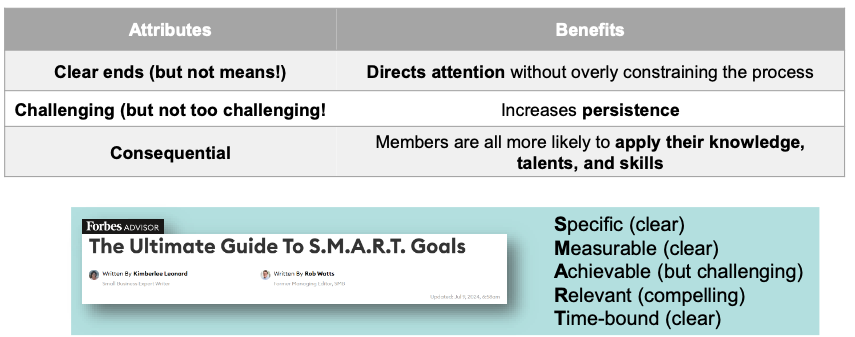 Attributes Benefits
Clear ends (but not means!) Directs attention without overly constraining the process
Challenging (but not too challenging! Increases persistence
Consequential Members are all more likely to apply their knowledge,
talents, and skills
Forbes ADVISOR
The Ultimate Guide To S.M.A.R.T. Goals
Written By Kimberlee Leonard Written By Rob Watts
Small Business Expert Writer Former Managing Editor, SMB
Updated: Jul 9, 2024,
Specific (clear)
Measurable (clear)
Achievable (but challenging)
Relevant (compelling)
Time-bound (clear)